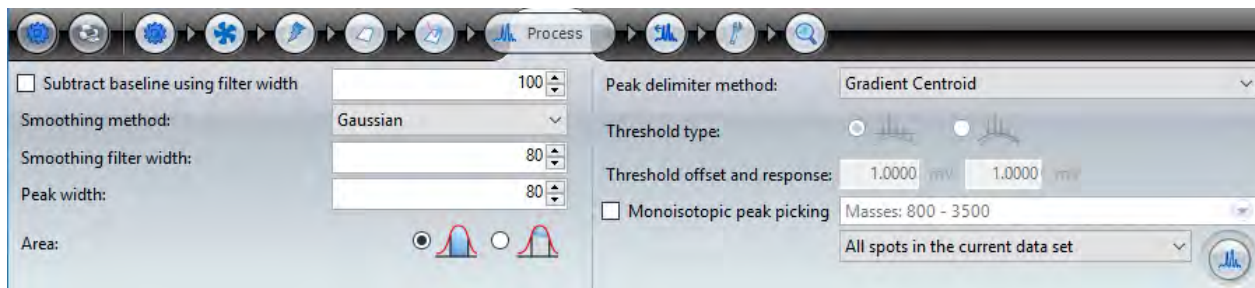 Process
Subtract baseline using filter width
100
Smoothing method:
Gaussian
Smoothing filter width:
80
Peak width:
80
Area:
Peak delimiter method:
Gradient Centroid
Threshold type:
Threshold offset and response:
1.0000 mv 1.0000 mv
Monoisotopic peak picking
Masses: 800 - 3500
All spots in the current data set